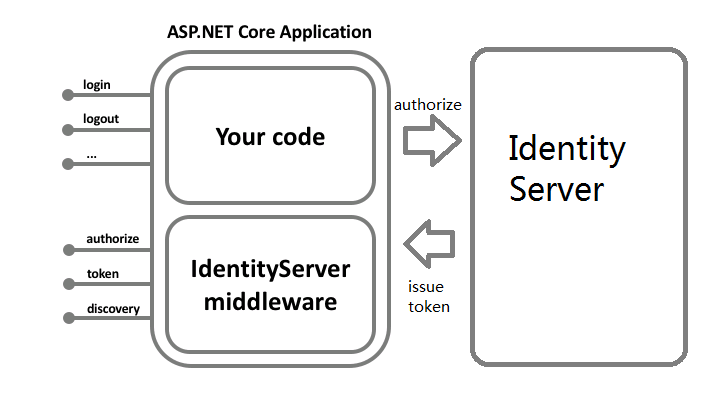 ASP.NET Core Application
login
logout
...
Your code
authorize
token
discovery
IdentityServer
middleware
authorize
issue
token
Identity
Server